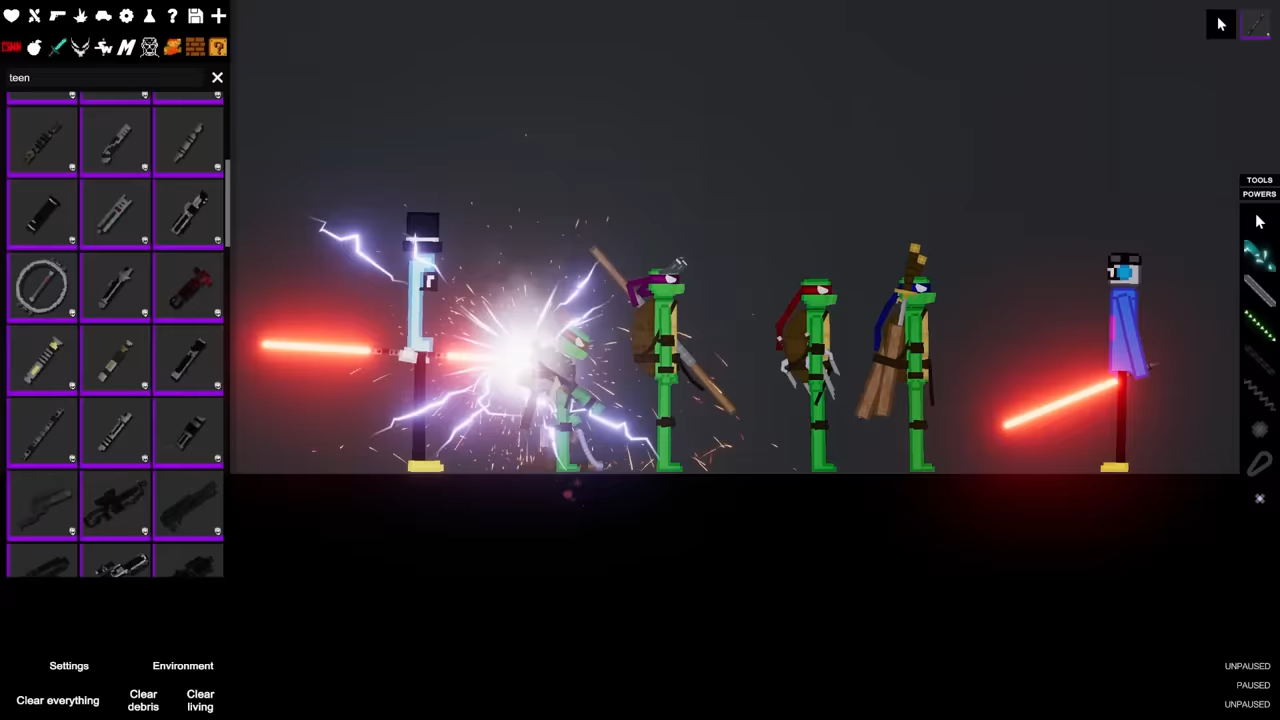 teen
TOOLS
POWERS
Settings
Environment
Clear everything
Clear debris
Clear living
UNPAUSED
PAUSED
UNPAUSED